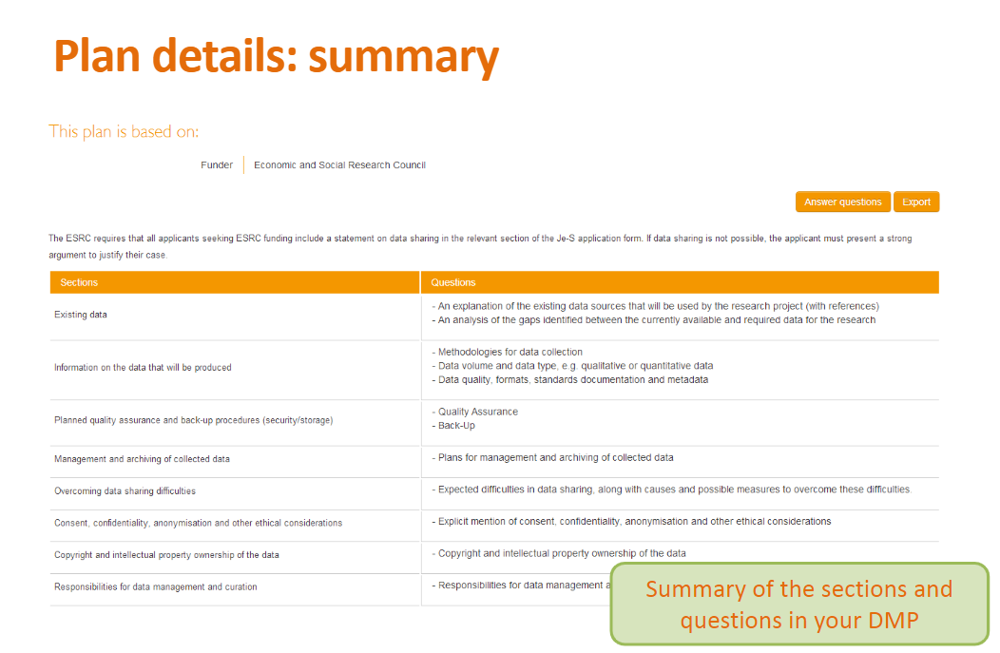 Plan details: summary
This plan is based on:
Funder Economic and Social Research Council
Answer questions Export
The ESRC requires that all applicants seeking ESRC funding include a statement on data sharing in the relevant section of the Je-S application form. If data sharing is not possible, the applicant must present a strong
argument to justify their case.
Sections Questions
Existing data
- An explanation of the existing data sources that will be used by the research project (with references)
- An analysis of the gaps identified between the currently available and required data for the research
Information on the data that will be produced
- Methodologies for data collection
- Data volume and data type, e.g. qualitative or quantitative data
- Data quality, formats, standards documentation and metadata
Planned quality assurance and back-up procedures (security/storage)
- Quality Assurance
- Back-Up
Management and archiving of collected data
- Plans for management and archiving of collected data
Overcoming data sharing difficulties
- Expected difficulties in data sharing, along with causes and possible measures to overcome these difficulties.
Consent, confidentiality, anonymisation and other ethical considerations
- Explicit mention of consent, confidentiality, anonymisation and other ethical considerations
Copyright and intellectual property ownership of the data
- Copyright and intellectual property ownership of the data
Responsibilities for data management and curation
- Responsibilities for data management
Summary of the sections and
questions in your DMP